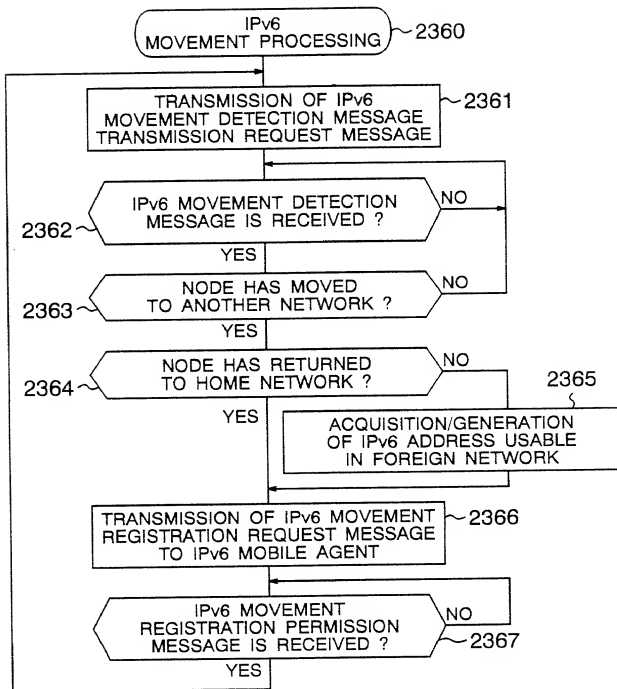 IPv6
MOVEMENT PROCESSING
2360
TRANSMISSION OF IPv6
MOVEMENT DETECTION MESSAGE
TRANSMISSION REQUEST MESSAGE
2361
IPv6 MOVEMENT DETECTION
MESSAGE IS RECEIVED ?
NO
2362
YES
NODE HAS MOVED
TO ANOTHER NETWORK ?
NO
2363
YES
NODE HAS RETURNED
TO HOME NETWORK ?
NO
2364
YES
2365
ACQUISITION/GENERATION
OF IPv6 ADDRESS USABLE
IN FOREIGN NETWORK
TRANSMISSION OF IPv6 MOVEMENT
REGISTRATION REQUEST MESSAGE
TO IPv6 MOBILE AGENT
2366
IPv6 MOVEMENT
REGISTRATION PERMISSION
MESSAGE IS RECEIVED ?
NO
2367
YES